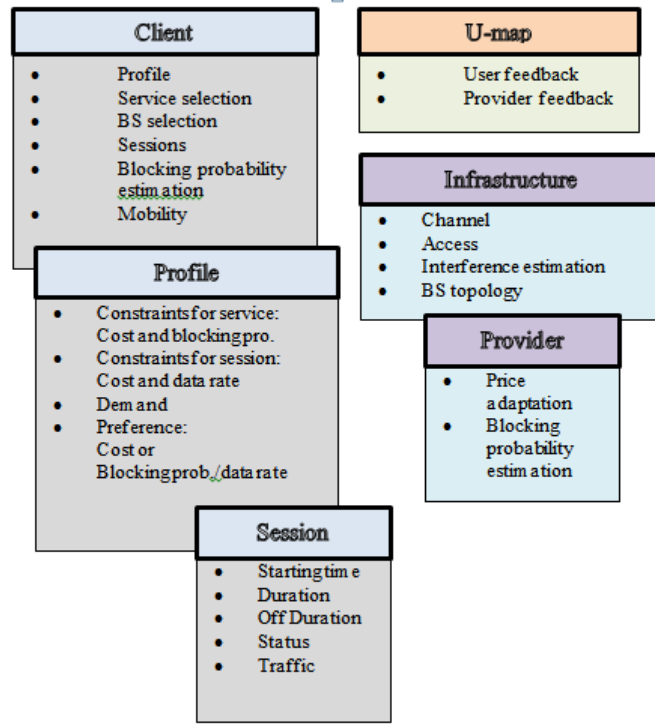 Client
Profile
Service selection
BS selection
Sessions
Blocking probability
estimation
Mobility
Profile
Constraints for service:
Cost and blocking pro.
Constraints for session:
Cost and data rate
Demand
Preference:
Cost or
Blocking prob./data rate
Session
Starting time
Duration
Off Duration
Status
Traffic
U-map
User feedback
Provider feedback
Infrastructure
Channel
Access
Interference estimation
BS topology
Provider
Price
adaptation
Blocking
probability
estimation